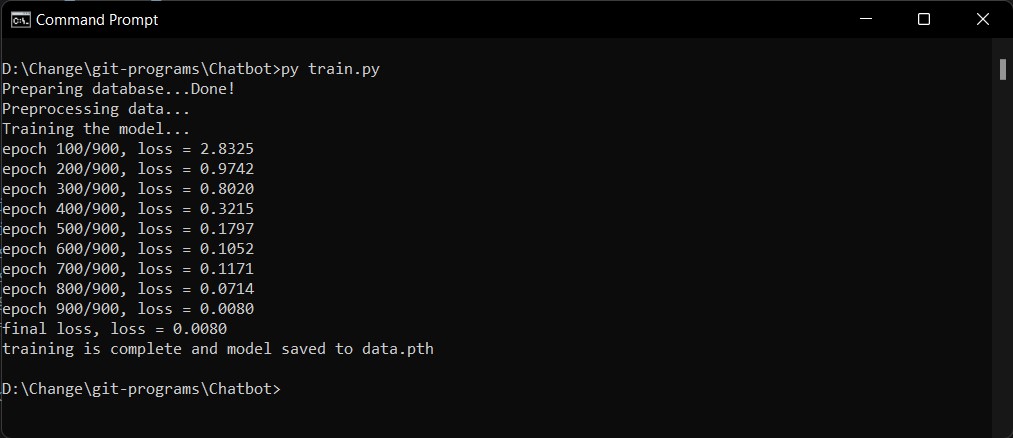 Command Prompt
D:\Change\git-programs\Chatbot>py train.py
Preparing database...Done!
Preprocessing data...
Training the model...
epoch 100/900, loss = 2.8325
epoch 200/900, loss = 0.9742
epoch 300/900, loss = 0.8020
epoch 400/900, loss = 0.3215
epoch 500/900, loss = 0.1797
epoch 600/900, loss = 0.1052
epoch 700/900, loss = 0.1171
epoch 800/900, loss = 0.0714
epoch 900/900, loss = 0.0080
final loss, loss = 0.0080
training is complete and model saved to data.pth
D:\Change\git-programs\Chatbot>